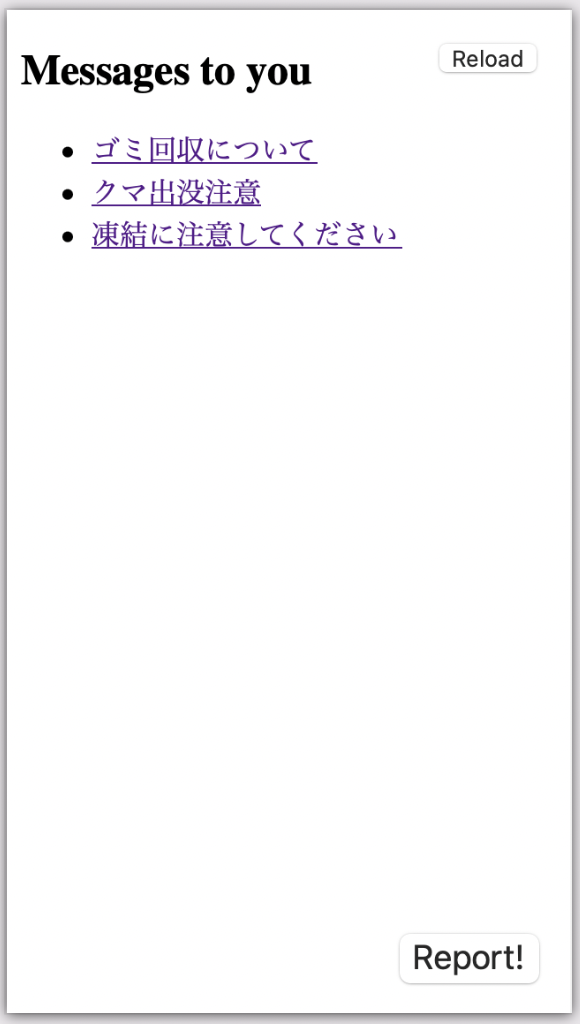 Messages to you
Reload
ゴミ回収について
クマ出没注意
凍結に注意してください
Report!